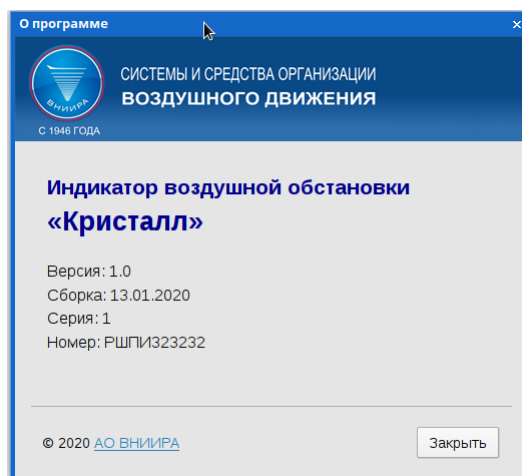 О программе
СИСТЕМЫ И СРЕДСТВА ОРГАНИЗАЦИИ
ВОЗДУШНОГО ДВИЖЕНИЯ
ВНИИРА
С 1946 ГОДА
Индикатор воздушной обстановки
«Кристалл»
Версия: 1.0
Сборка: 13.01.2020
Серия: 1
Номер: РШПИ323232
© 2020 АО ВНИИРА
Закрыть